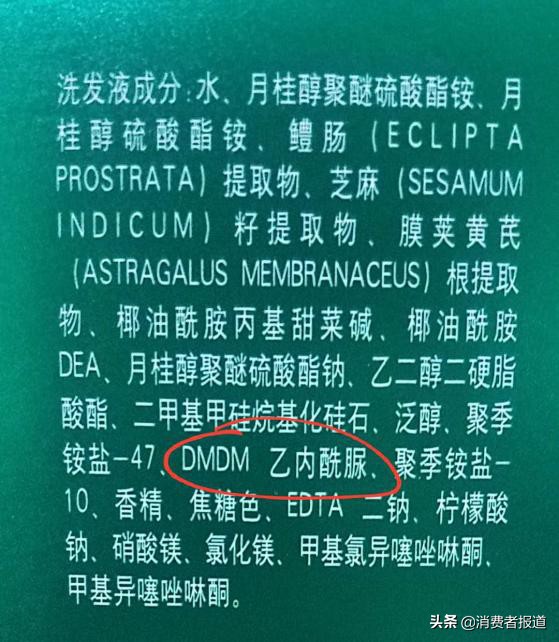 洗发液成分:水、月桂醇聚醚硫酸酯铵、月
桂醇硫酸酯铵、鳢肠(ECLIPTA
PROSTRATA)提取物、芝麻(SESAMUM
INDICUM)籽提取物、膜荚黄芪
(ASTRAGALUS MEMBRANACEUS)根提取
物、椰油酰胺丙基甜菜碱、椰油酰胺
DEA、月桂醇聚醚硫酸酯钠、乙二醇二硬脂
酸酯、二甲基甲硅烷基化硅石、泛醇、聚季
铵盐-47、DMDM 乙内酰脲、聚季铵盐-
10、香精、焦糖色、EDTA 二钠、柠檬酸
钠、硝酸镁、氯化镁、甲基氯异噻唑啉酮、
甲基异噻唑啉酮。
头条 @消费者报道